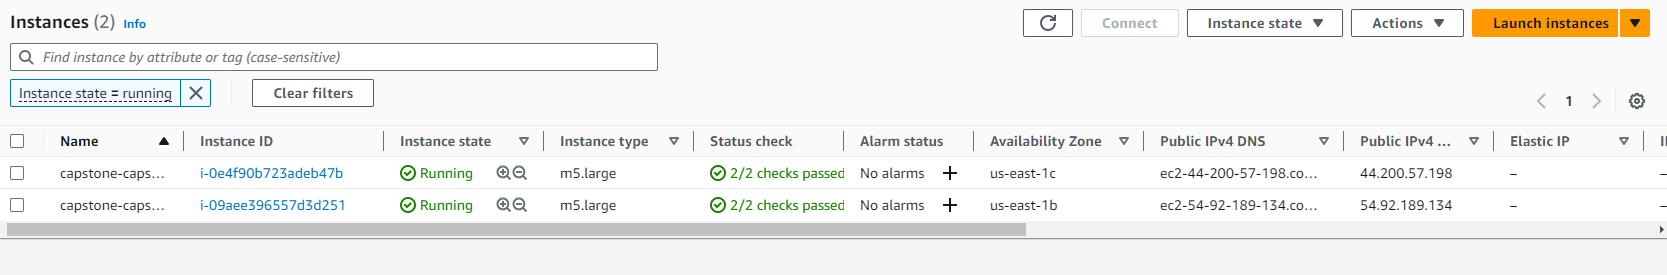 Instances (2) Info
Connect Instance state Actions Launch instances
Find instance by attribute or tag (case-sensitive)
Instance state = running Clear filters
1
Name Instance ID Instance state Instance type Status check Alarm status Availability Zone Public IPv4 DNS Public IPv4 ... Elastic IP
capstone-caps... i-0e4f90b723adeb47b Running m5.large 2/2 checks passed No alarms + us-east-1c ec2-44-200-57-198.co... 44.200.57.198 – –
capstone-caps... i-09aee396557d3d251 Running m5.large 2/2 checks passed No alarms + us-east-1b ec2-54-92-189-134.co... 54.92.189.134 – –